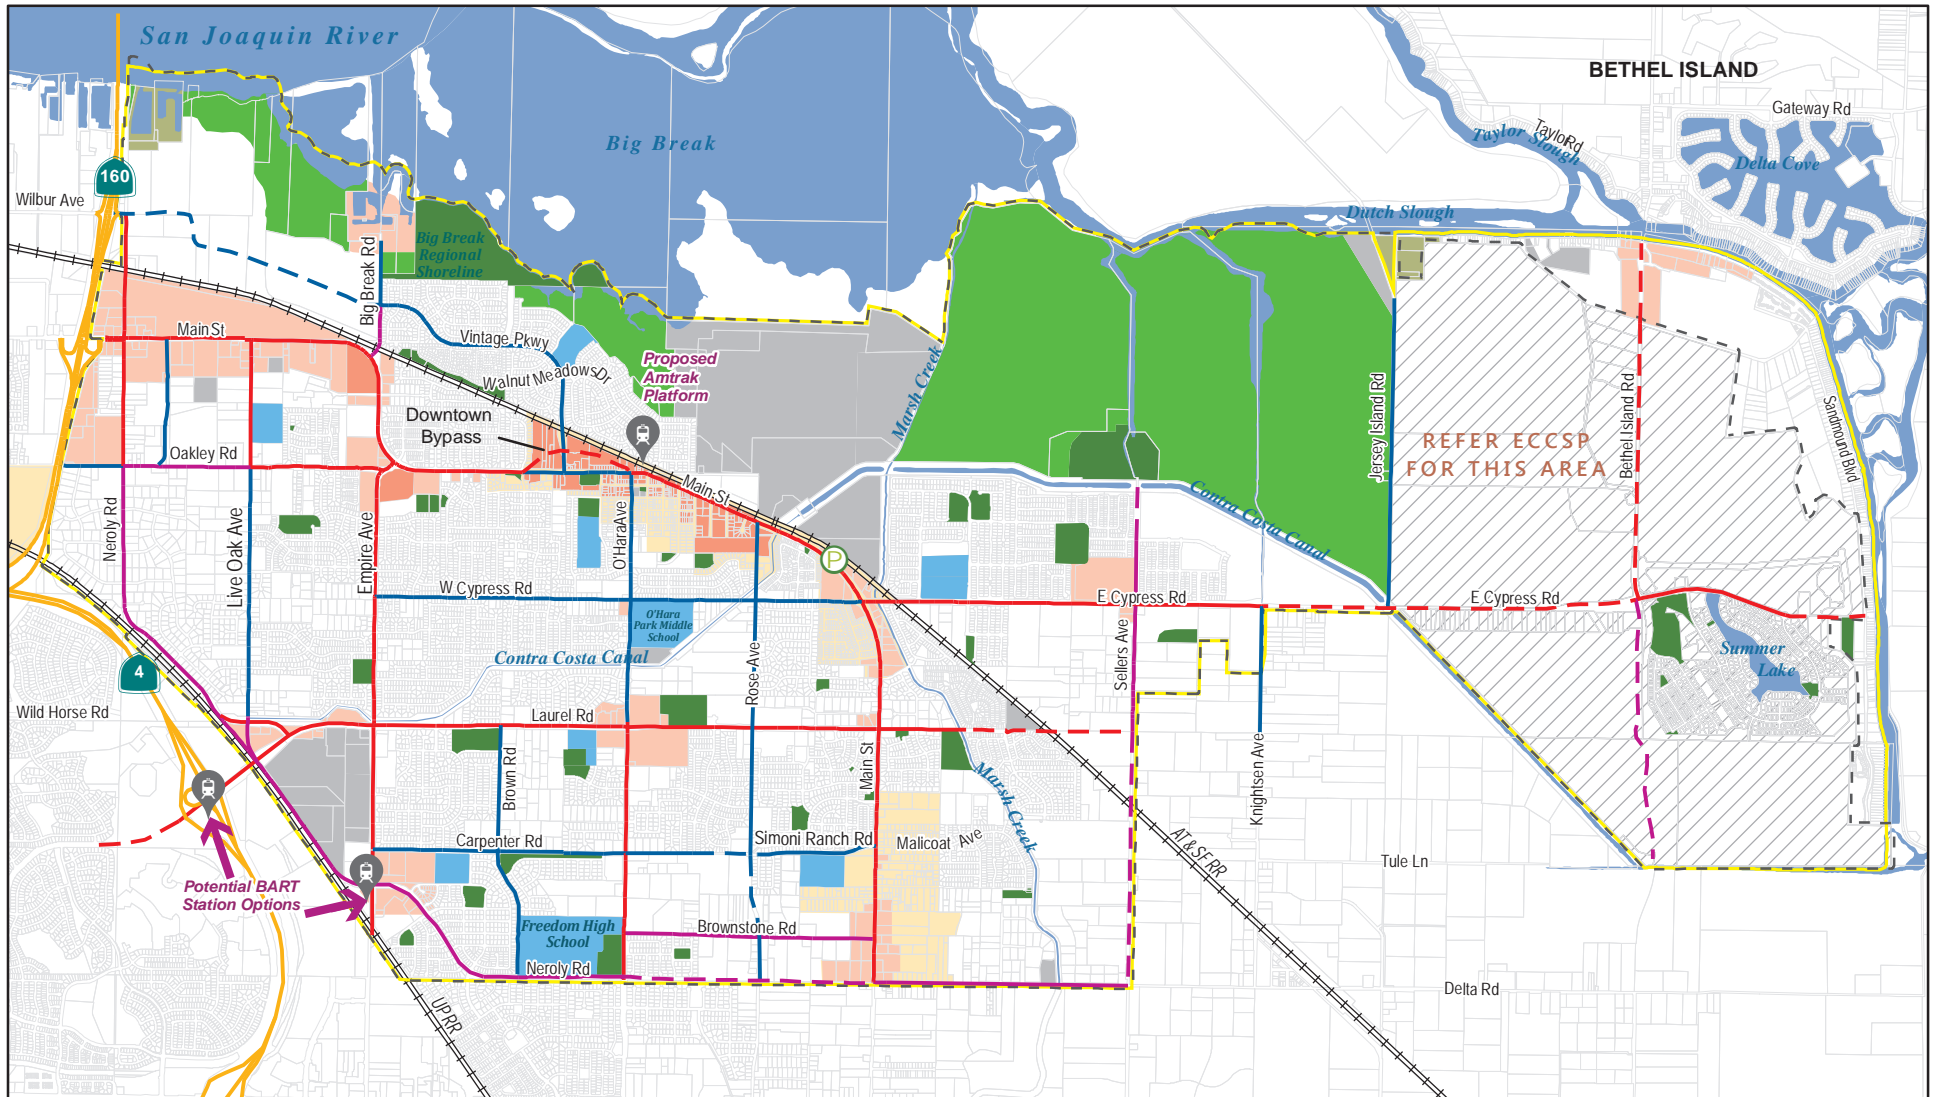 San Joaquin River
BETHEL ISLAND
Gateway Rd
Taylor Slough
Taylor Rd
Big Break
Delta Cove
160
Wilbur Ave
Dutch Slough
Big Break
Regional
Shoreline
Big Break Rd
Main St
Vintage Pkwy
Walnut Meadows Dr
Proposed
Amtrak
Platform
Marsh Creek
Jersey Island Rd
Bethel Island Rd
Sandmound Blvd
Downtown
Bypass
Oakley Rd
REFER ECCSP
FOR THIS AREA
Main St
Contra Costa Canal
Neroly Rd
Live Oak Ave
Empire Ave
O'Hara Ave
P
W Cypress Rd
E Cypress Rd
E Cypress Rd
O'Hara
Park Middle
School
Contra Costa Canal
Rose Ave
Sellers Ave
Summer
Lake
4
Wild Horse Rd
Laurel Rd
Brown Rd
Main St
Marsh Creek
Knightsen Ave
Carpenter Rd
Simoni Ranch Rd
Malicoat Ave
AT&SFRR
Tule Ln
Potential BART
Station Options
Freedom High
School
Brownstone Rd
Neroly Rd
Delta Rd
UPRR